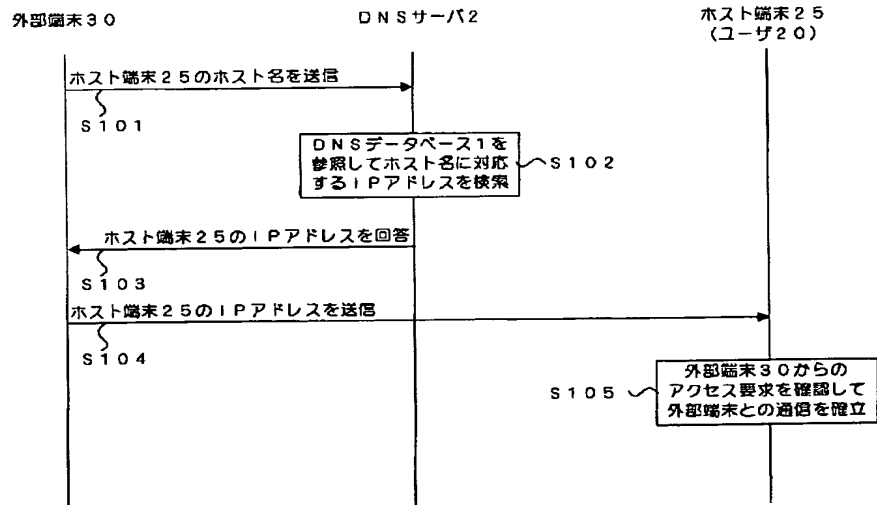 外部端末30
DNSサーバ2
ホスト端末25
(ユーザ20)
ホスト端末25のホスト名を送信
S101
DNSデータベース1を
参照してホスト名に対応
するIPアドレスを検索
S102
ホスト端末25のIPアドレスを回答
S103
ホスト端末25のIPアドレスを送信
S104
外部端末30からの
アクセス要求を確認して
外部端末との通信を確立
S105